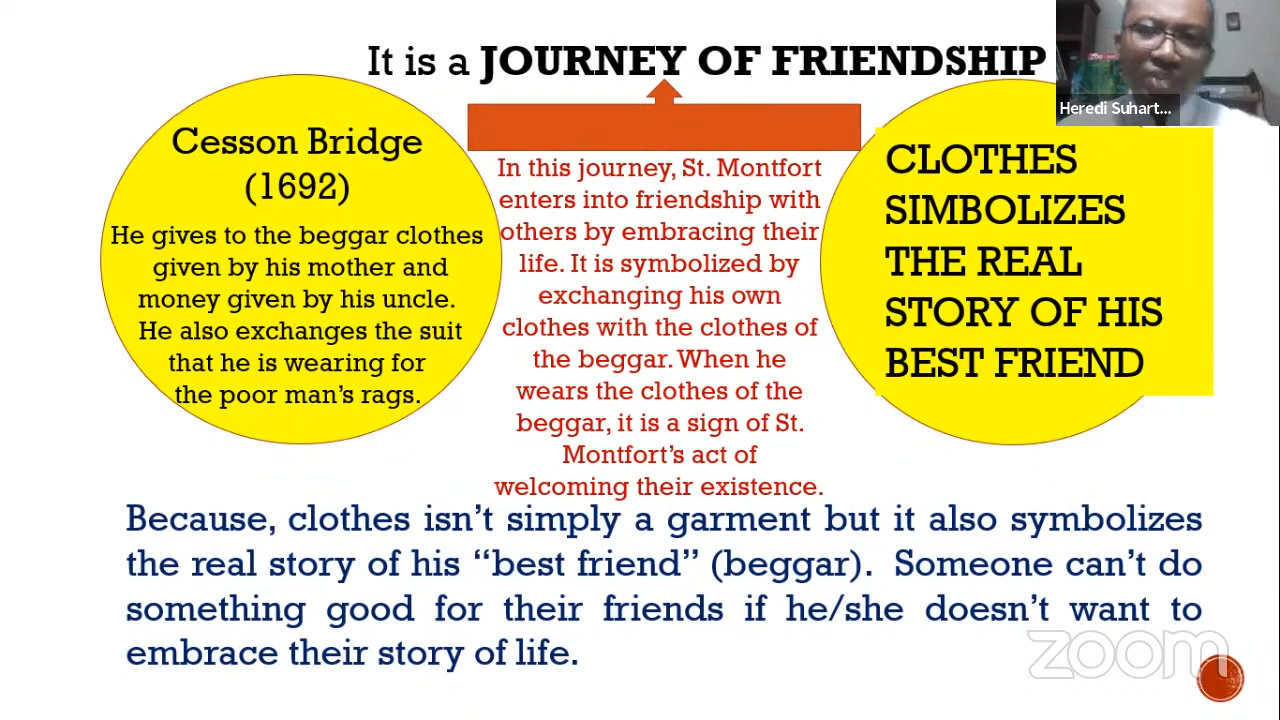 It is a JOURNEY OF FRIENDSHIP
Heredi Suhart...
Cesson Bridge
(1692)
He gives to the beggar clothes
given by his mother and
money given by his uncle.
He also exchanges the suit
that he is wearing for
the poor man's rags.
In this journey, St. Montfort
enters into friendship with
others by embracing their
life. It is symbolized by
exchanging his own
clothes with the clothes of
the beggar. When he
wears the clothes of the
beggar, it is a sign of St.
Montfort's act of
welcoming their existence.
CLOTHES
SIMBOLIZES
THE REAL
STORY OF HIS
BEST FRIEND
Because, clothes isn't simply a garment but it also symbolizes
the real story of his “best friend” (beggar). Someone can't do
something good for their friends if he/she doesn't want to
embrace their story of life.
zoom